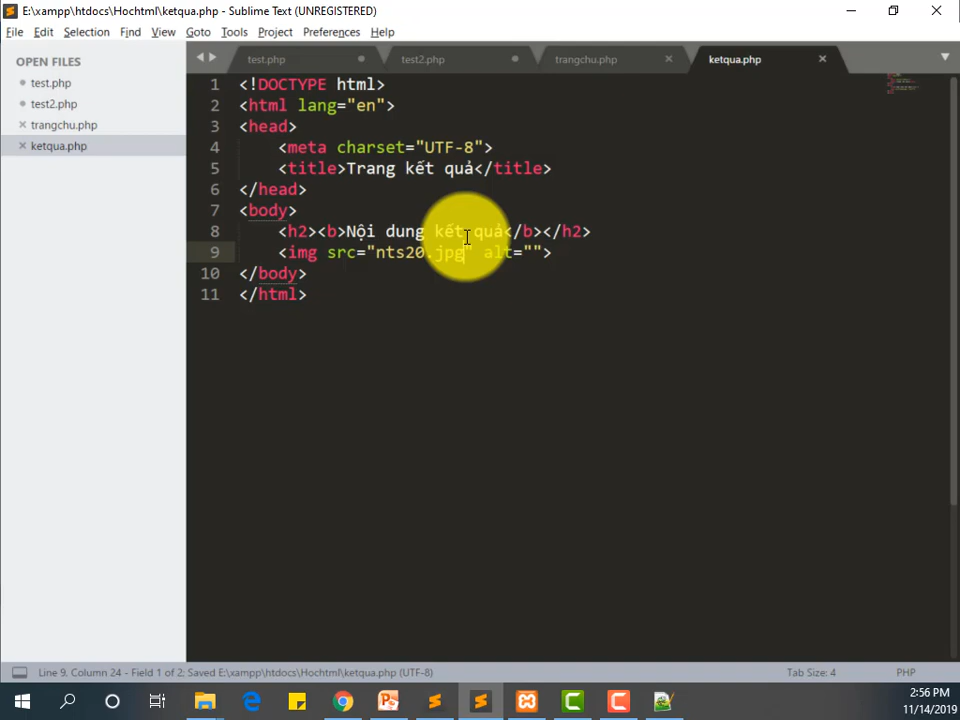 E:\xampp\htdocs\Hochtml\ketqua.php - Sublime Text (UNREGISTERED)
File Edit Selection Find View Goto Tools Project Preferences Help
OPEN FILES
test.php
test2.php
trangchu.php
ketqua.php
test.php test2.php trangchu.php ketqua.php
1 <!DOCTYPE html>
2 <html lang="en">
3 <head>
4 <meta charset="UTF-8">
5 <title>Trang kết quả</title>
6 </head>
7 <body>
8 <h2><b>Nội dung kết quả</b></h2>
9 <img src="nts20.jpg" alt="">
10 </body>
11 </html>
Line 9, Column 24 - Field 1 of 2; Saved E:\xampp\htdocs\Hochtml\ketqua.php (UTF-8) Tab Size: 4 PHP
2:56 PM
11/14/2019